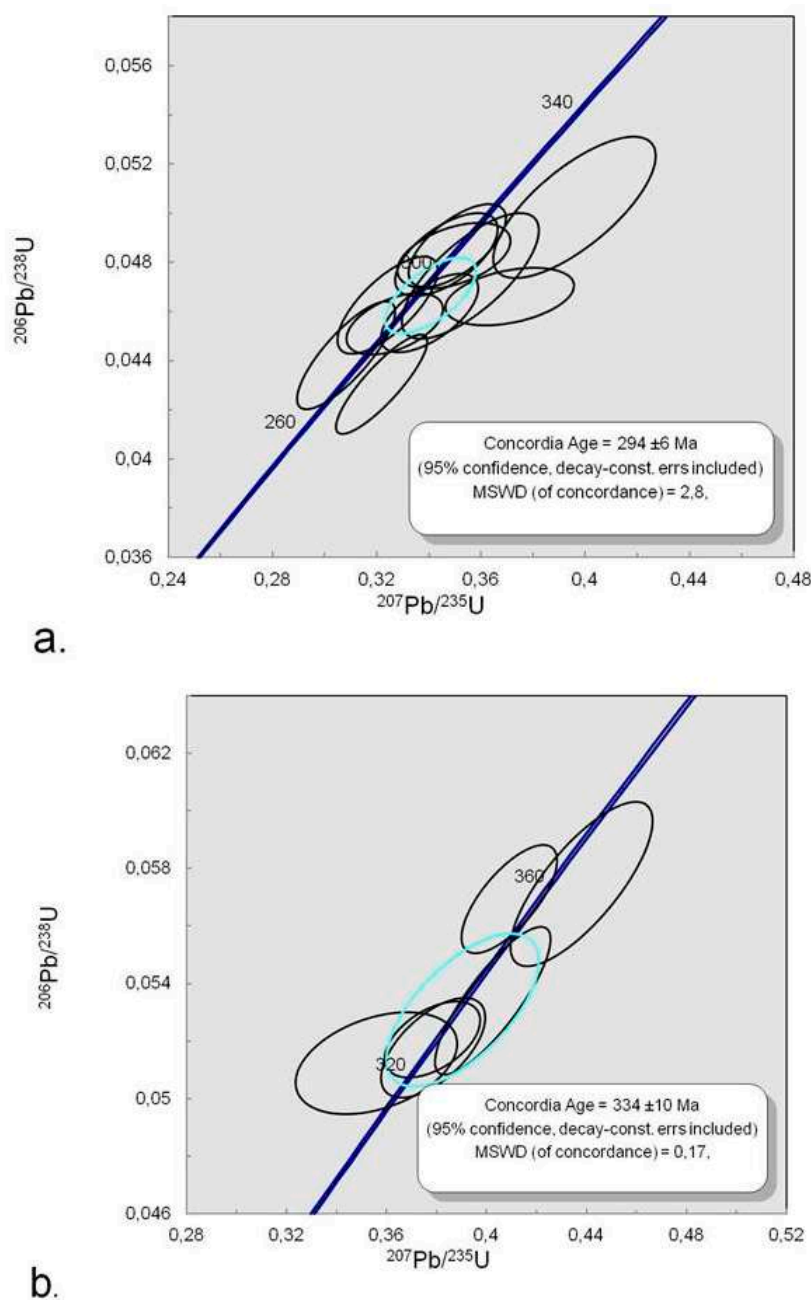 0,056
340
0,052
206Pb/238U
0,048
300
0,044
260
0,04
Concordia Age = 294 ±6 Ma
(95% confidence, decay-const. errs included)
MSWD (of concordance) = 2,8,
0,036
0,24 0,28 0,32 0,36 0,4 0,44 0,48
207Pb/235U
a.
0,062
0,058
360
206Pb/238U
0,054
320
0,05
Concordia Age = 334 ±10 Ma
(95% confidence, decay-const. errs included)
MSWD (of concordance) = 0,17,
0,046
0,28 0,32 0,36 0,4 0,44 0,48 0,52
207Pb/235U
b.